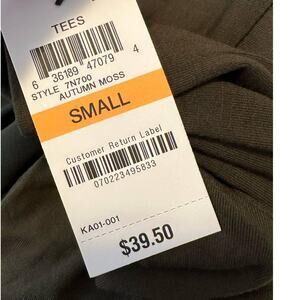 TEES
6 36189 47079 4
STYLE 7N700
AUTUMN MOSS
SMALL
Customer Return Label
070223495833
KA01-001
$39.50